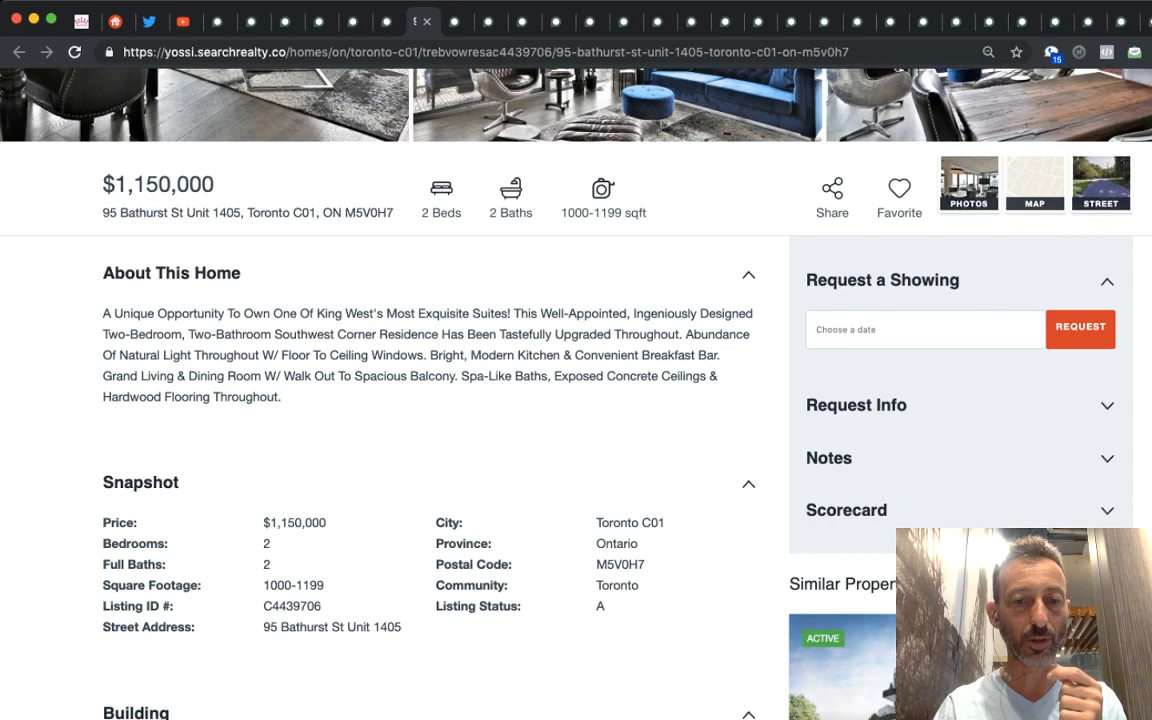 https://yossi.searchrealty.co/homes/on/toronto-c01/trebvowresac4439706/95-bathurst-st-unit-1405-toronto-c01-on-m5v0h7
15
$1,150,000
95 Bathurst St Unit 1405, Toronto C01, ON M5V0H7
2 Beds
2 Baths
1000-1199 sqft
Share
Favorite
PHOTOS
MAP
STREET
About This Home
A Unique Opportunity To Own One Of King West's Most Exquisite Suites! This Well-Appointed, Ingeniously Designed
Two-Bedroom, Two-Bathroom Southwest Corner Residence Has Been Tastefully Upgraded Throughout. Abundance
Of Natural Light Throughout W/ Floor To Ceiling Windows. Bright, Modern Kitchen & Convenient Breakfast Bar.
Grand Living & Dining Room W/ Walk Out To Spacious Balcony. Spa-Like Baths, Exposed Concrete Ceilings &
Hardwood Flooring Throughout.
Snapshot
Price: $1,150,000 City: Toronto C01
Bedrooms: 2 Province: Ontario
Full Baths: 2 Postal Code: M5V0H7
Square Footage: 1000-1199 Community: Toronto
Listing ID #: C4439706 Listing Status: A
Street Address: 95 Bathurst St Unit 1405
Building
Request a Showing
Choose a date
REQUEST
Request Info
Notes
Scorecard
Similar Proper
ACTIVE